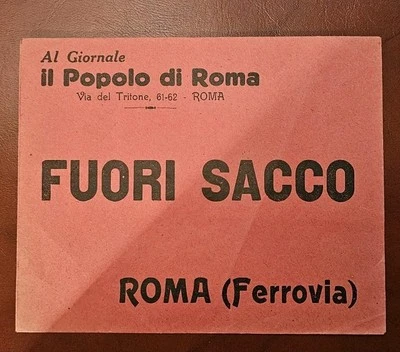 Al Giornale
il Popolo di Roma
Via del Tritone, 61-62 - ROMA
FUORI SACCO
ROMA (Ferrovia)